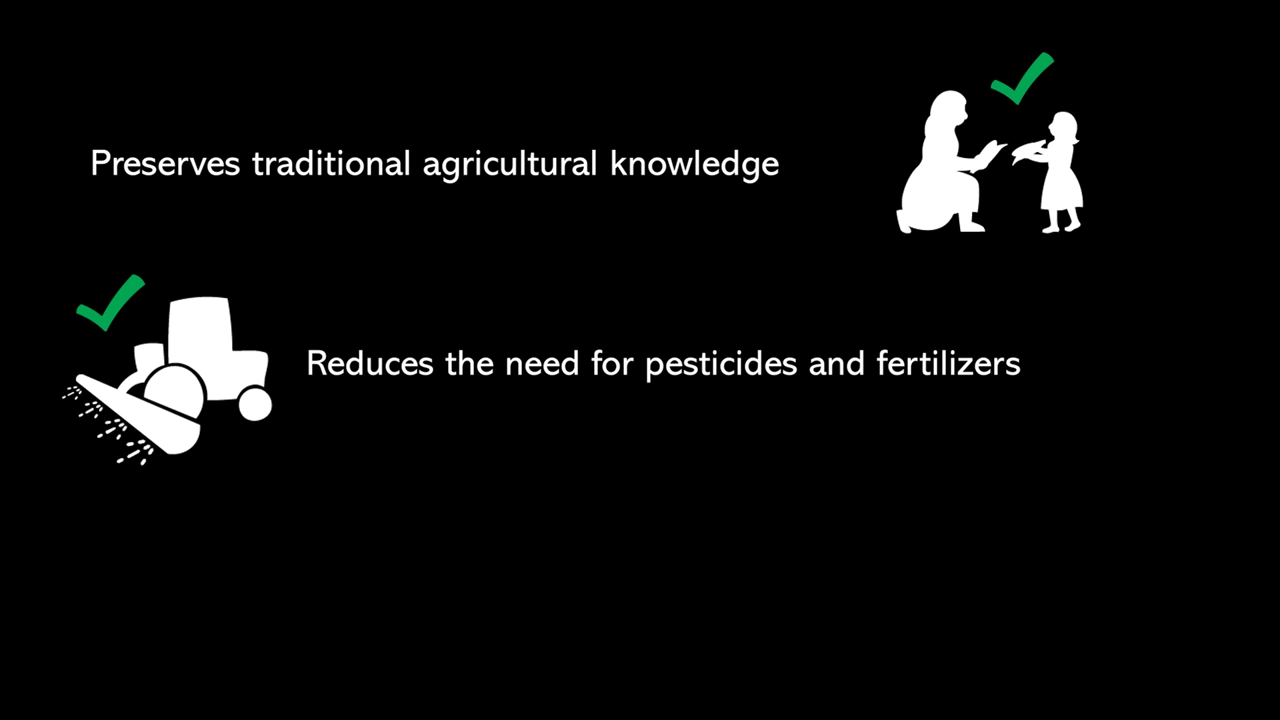 Preserves traditional agricultural knowledge
Reduces the need for pesticides and fertilizers